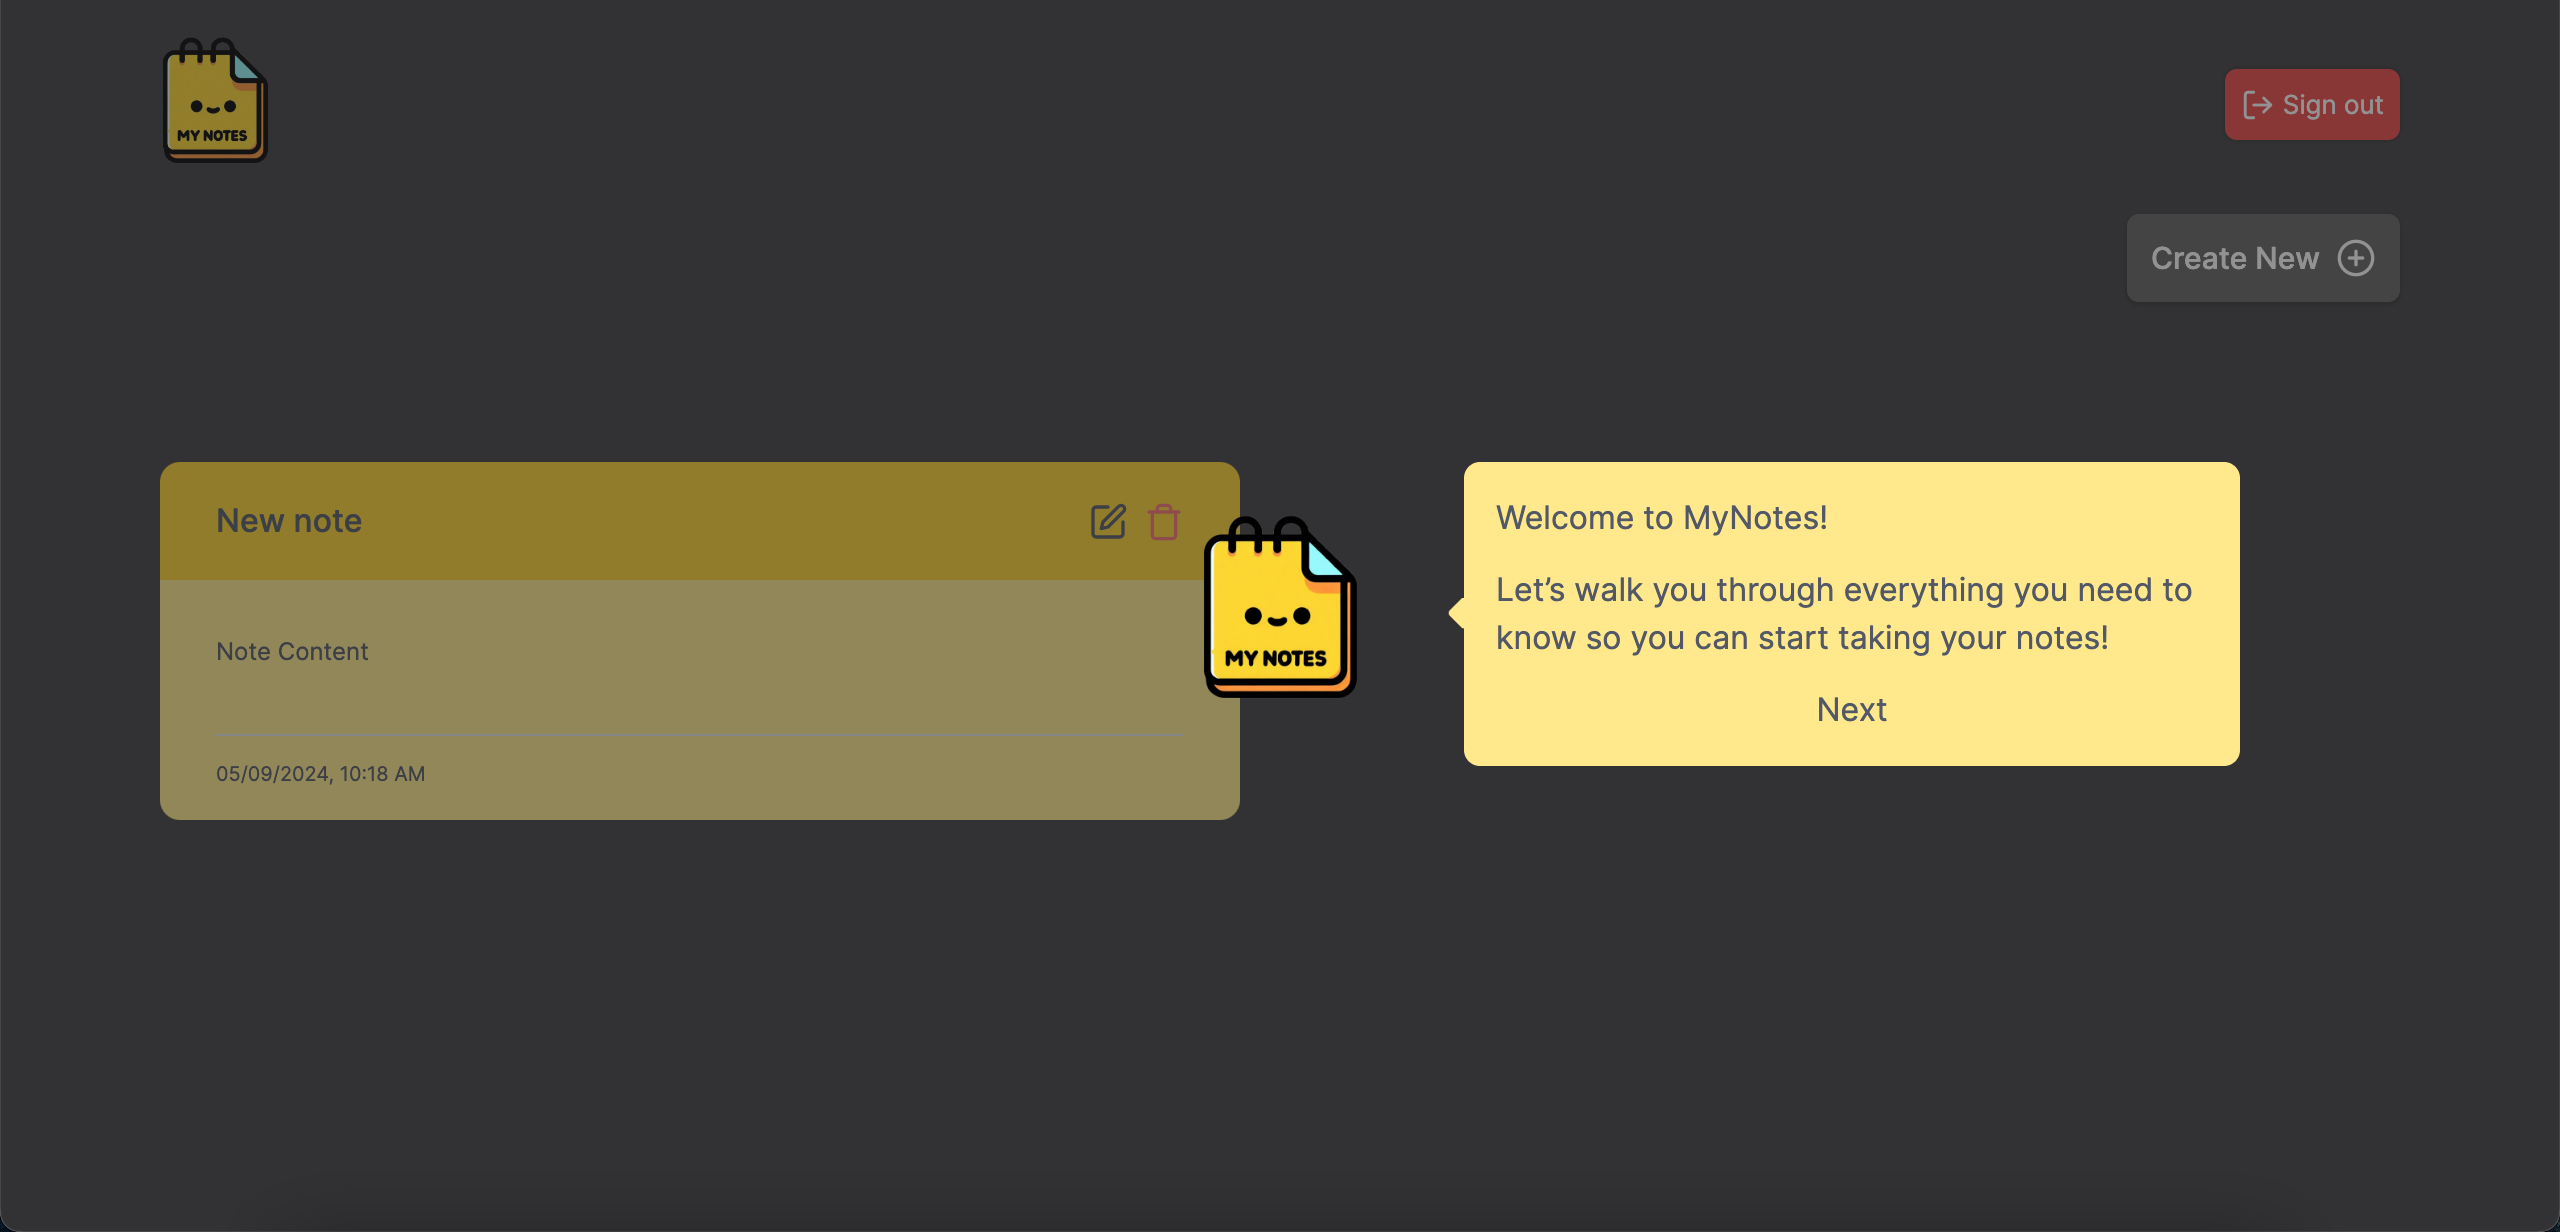 MY NOTES
Sign out
Create New
New note
Note Content
05/09/2024, 10:18 AM
MY NOTES
Welcome to MyNotes!
Let’s walk you through everything you need to
know so you can start taking your notes!
Next